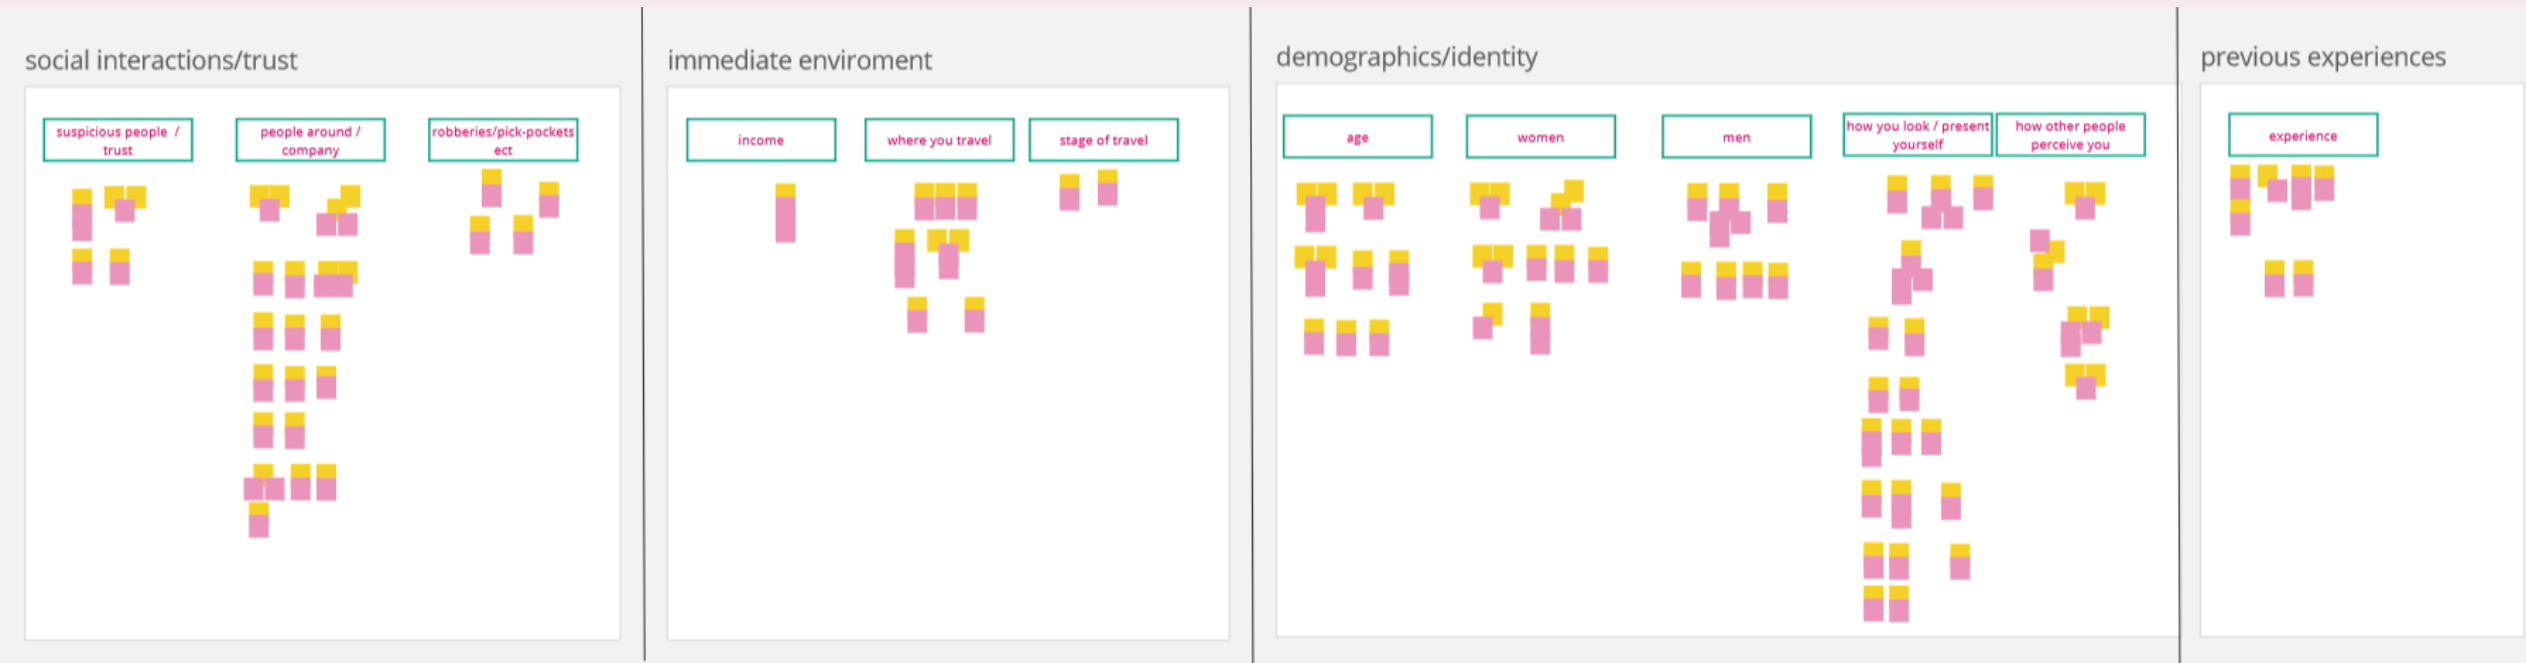 social interactions/trust
suspicious people /
trust
people around /
company
robberies/pick-pockets
ect
immediate enviroment
income
where you travel
stage of travel
demographics/identity
age
women
men
how you look / present
yourself
how other people
perceive you
previous experiences
experience